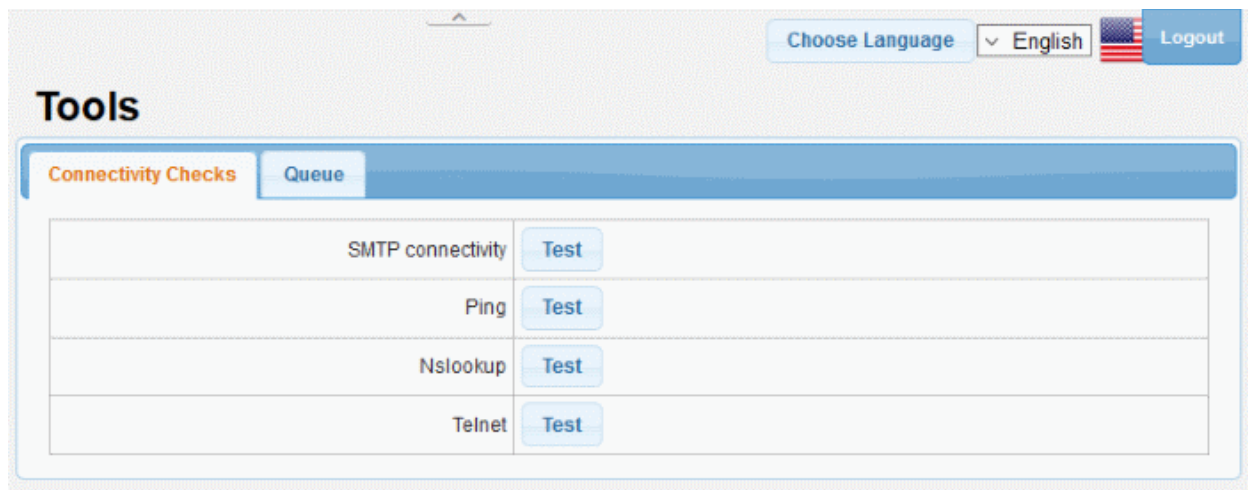 Choose Language English Logout
Tools
Connectivity Checks Queue
SMTP connectivity Test
Ping Test
Nslookup Test
Telnet Test